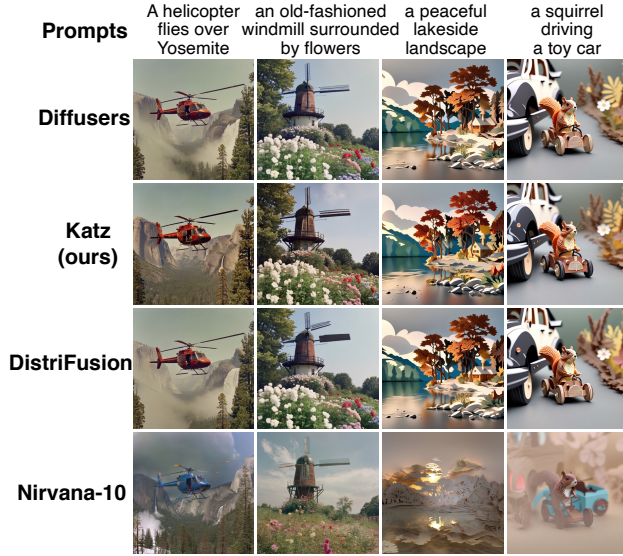 Prompts
A helicopter
flies over
Yosemite
an old-fashioned
windmill surrounded
by flowers
a peaceful
lakeside
landscape
a squirrel
driving
a toy car
Diffusers
Katz
(ours)
DistriFusion
Nirvana-10